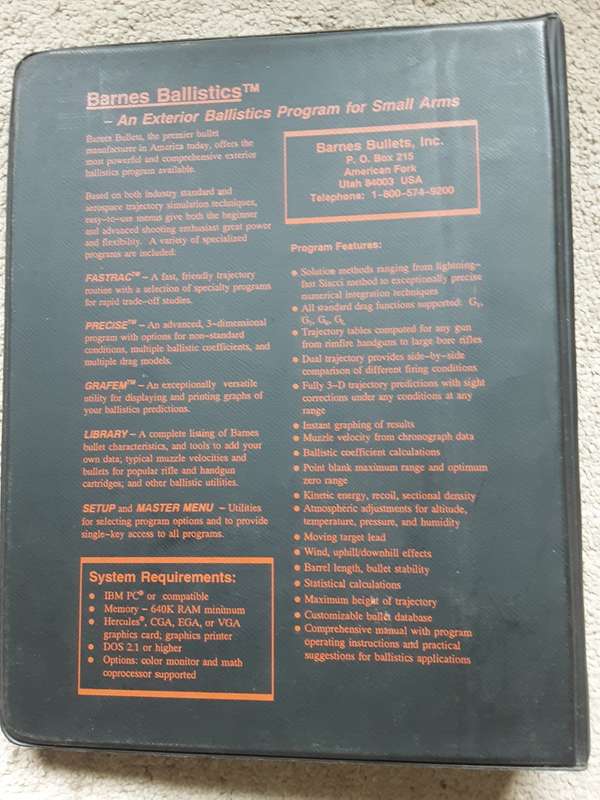 Barnes Ballistics™
– An Exterior Ballistics Program for Small Arms
Barnes Bullets, the premier bullet
manufacturer in America today, offers the
most powerful and comprehensive exterior
ballistics program available.
Based on both industry standard and
aerospace trajectory simulation techniques,
easy-to-use menus give both the beginner
and advanced shooting enthusiast great power
and flexibility. A variety of specialized
programs are included:
FASTRAC™ – A fast, friendly trajectory
routine with a selection of specialty programs
for rapid trade-off studies.
PRECISE™ – An advanced, 3-dimensional
program with options for non-standard
conditions, multiple ballistic coefficients, and
multiple drag models.
GRAFEM™ – An exceptionally versatile
utility for displaying and printing graphs of
your ballistics predictions.
LIBRARY – A complete listing of Barnes
bullet characteristics, and tools to add your
own data; typical muzzle velocities and
bullets for popular rifle and handgun
cartridges; and other ballistic utilities.
SETUP and MASTER MENU – Utilities
for selecting program options and to provide
single-key access to all programs.
System Requirements:
• IBM PC® or compatible
• Memory – 640K RAM minimum
• Hercules®, CGA, EGA, or VGA
graphics card; graphics printer
• DOS 2.1 or higher
• Options: color monitor and math
coprocessor supported
Barnes Bullets, Inc.
P. O. Box 215
American Fork
Utah 84003 USA
Telephone: 1-800-574-9200
Program Features:
• Solution methods ranging from lightning-
fast Siacci method to exceptionally precise
numerical integration techniques
• All standard drag functions supported: G1,
G5, G6, GL
• Trajectory tables computed for any gun
from rimfire handguns to large bore rifles
• Dual trajectory provides side-by-side
comparison of different firing conditions
• Fully 3-D trajectory predictions with sight
corrections under any conditions at any
range
• Instant graphing of results
• Muzzle velocity from chronograph data
• Ballistic coefficient calculations
• Point blank maximum range and optimum
zero range
• Kinetic energy, recoil, sectional density
• Atmospheric adjustments for altitude,
temperature, pressure, and humidity
• Moving target lead
• Wind, uphill/downhill effects
• Barrel length, bullet stability
• Statistical calculations
• Maximum height of trajectory
• Customizable bullet database
• Comprehensive manual with program
operating instructions and practical
suggestions for ballistics applications